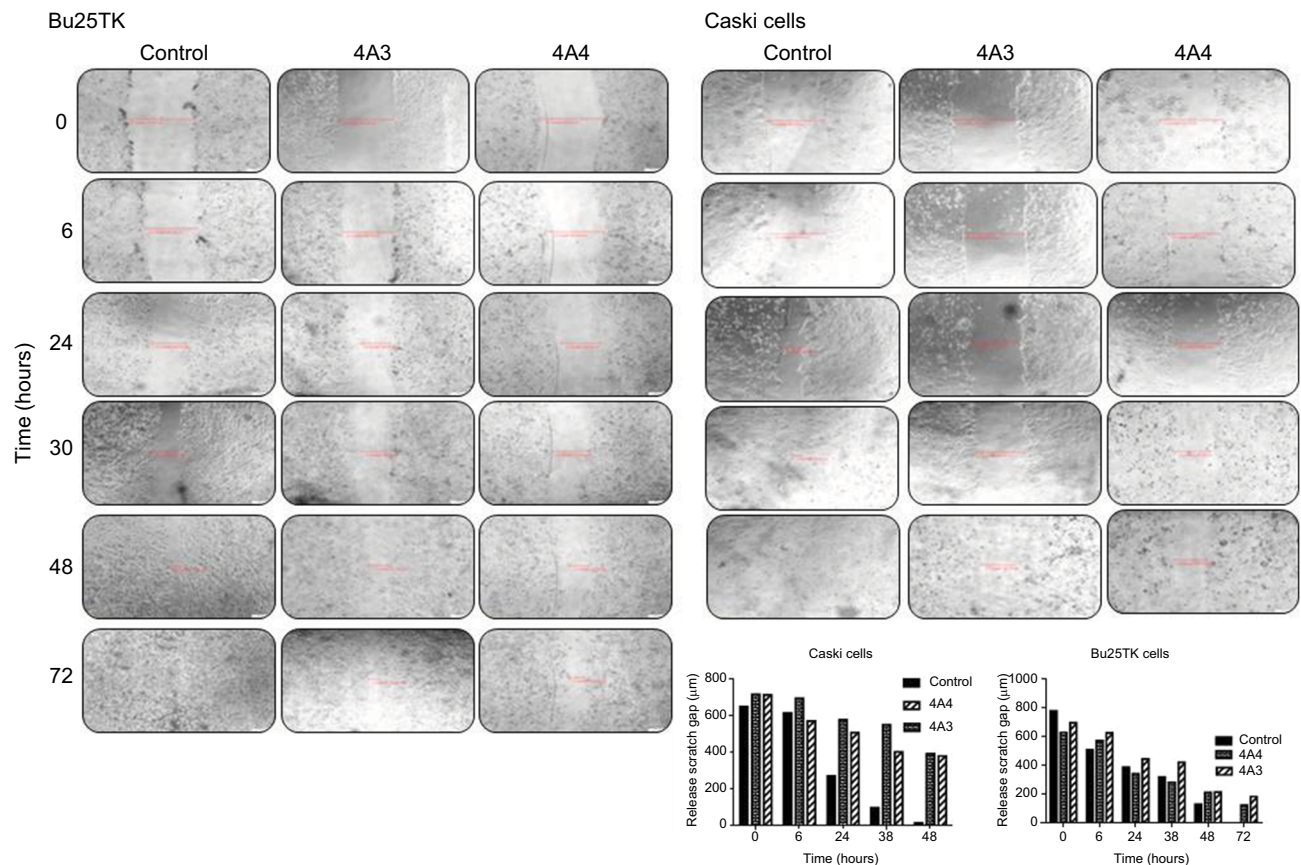 Bu25TK
Control 4A3 4A4
0
6
24
30
48
72
Time (hours)
Caski cells
Control 4A3 4A4
Caski cells
Release scratch gap (µm)
800
600
400
200
0
0 6 24 38 48
Time (hours)
Control
4A4
4A3
Bu25TK cells
Release scratch gap (µm)
1000
800
600
400
200
0
0 6 24 38 48 72
Time (hours)
Control
4A4
4A3